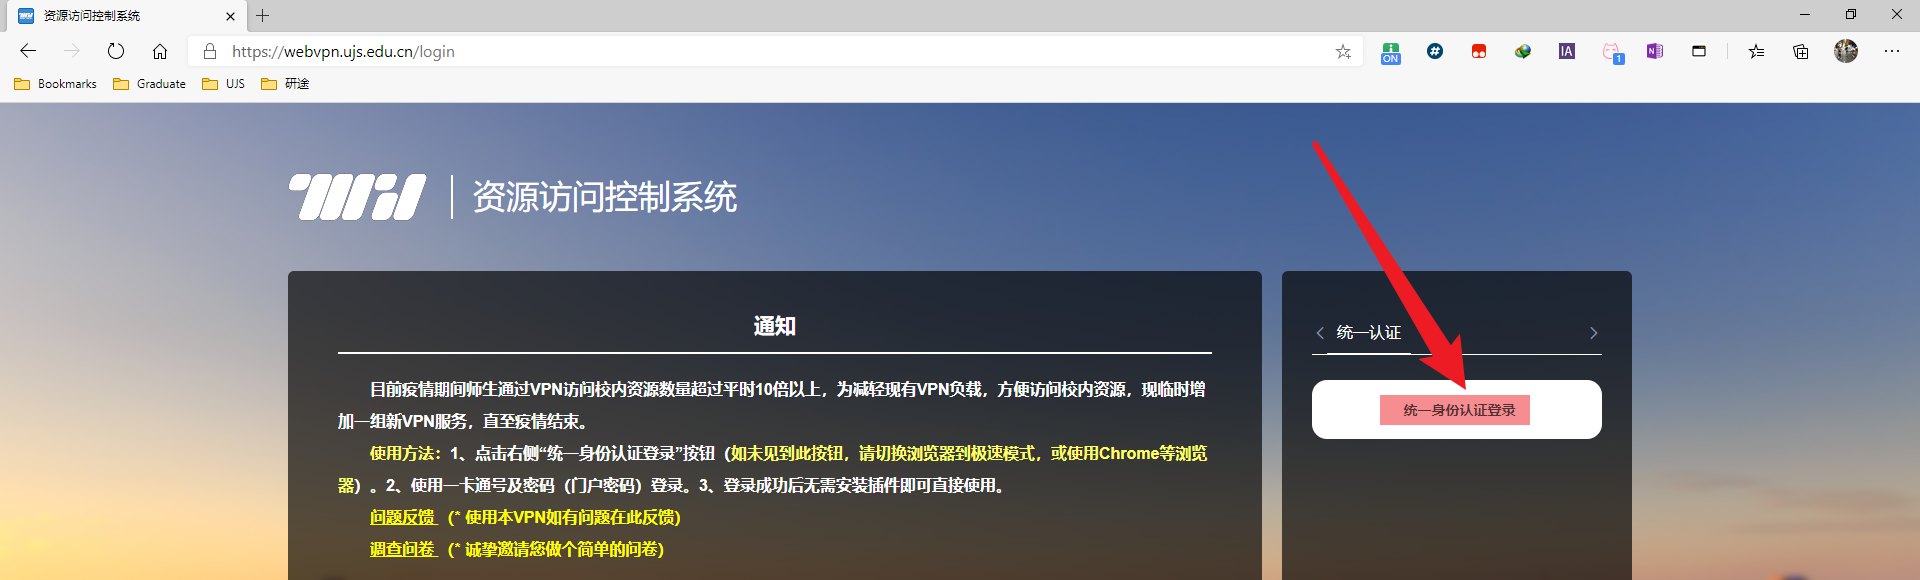 资源访问控制系统
https://webvpn.ujs.edu.cn/login
ON
IA
1
N
Bookmarks
Graduate
UJS
研途
资源访问控制系统
通知
目前疫情期间师生通过VPN访问校内资源数量超过平时10倍以上，为减轻现有VPN负载，方便访问校内资源，现临时增
加一组新VPN服务，直至疫情结束。
使用方法：1、点击右侧“统一身份认证登录”按钮（如未见到此按钮，请切换浏览器到极速模式，或使用Chrome等浏览
器）。2、使用一卡通号及密码（门户密码）登录。3、登录成功后无需安装插件即可直接使用。
问题反馈 （* 使用本VPN如有问题在此反馈)
调查问卷 （* 诚挚邀请您做个简单的问卷)
统一认证
统一身份认证登录